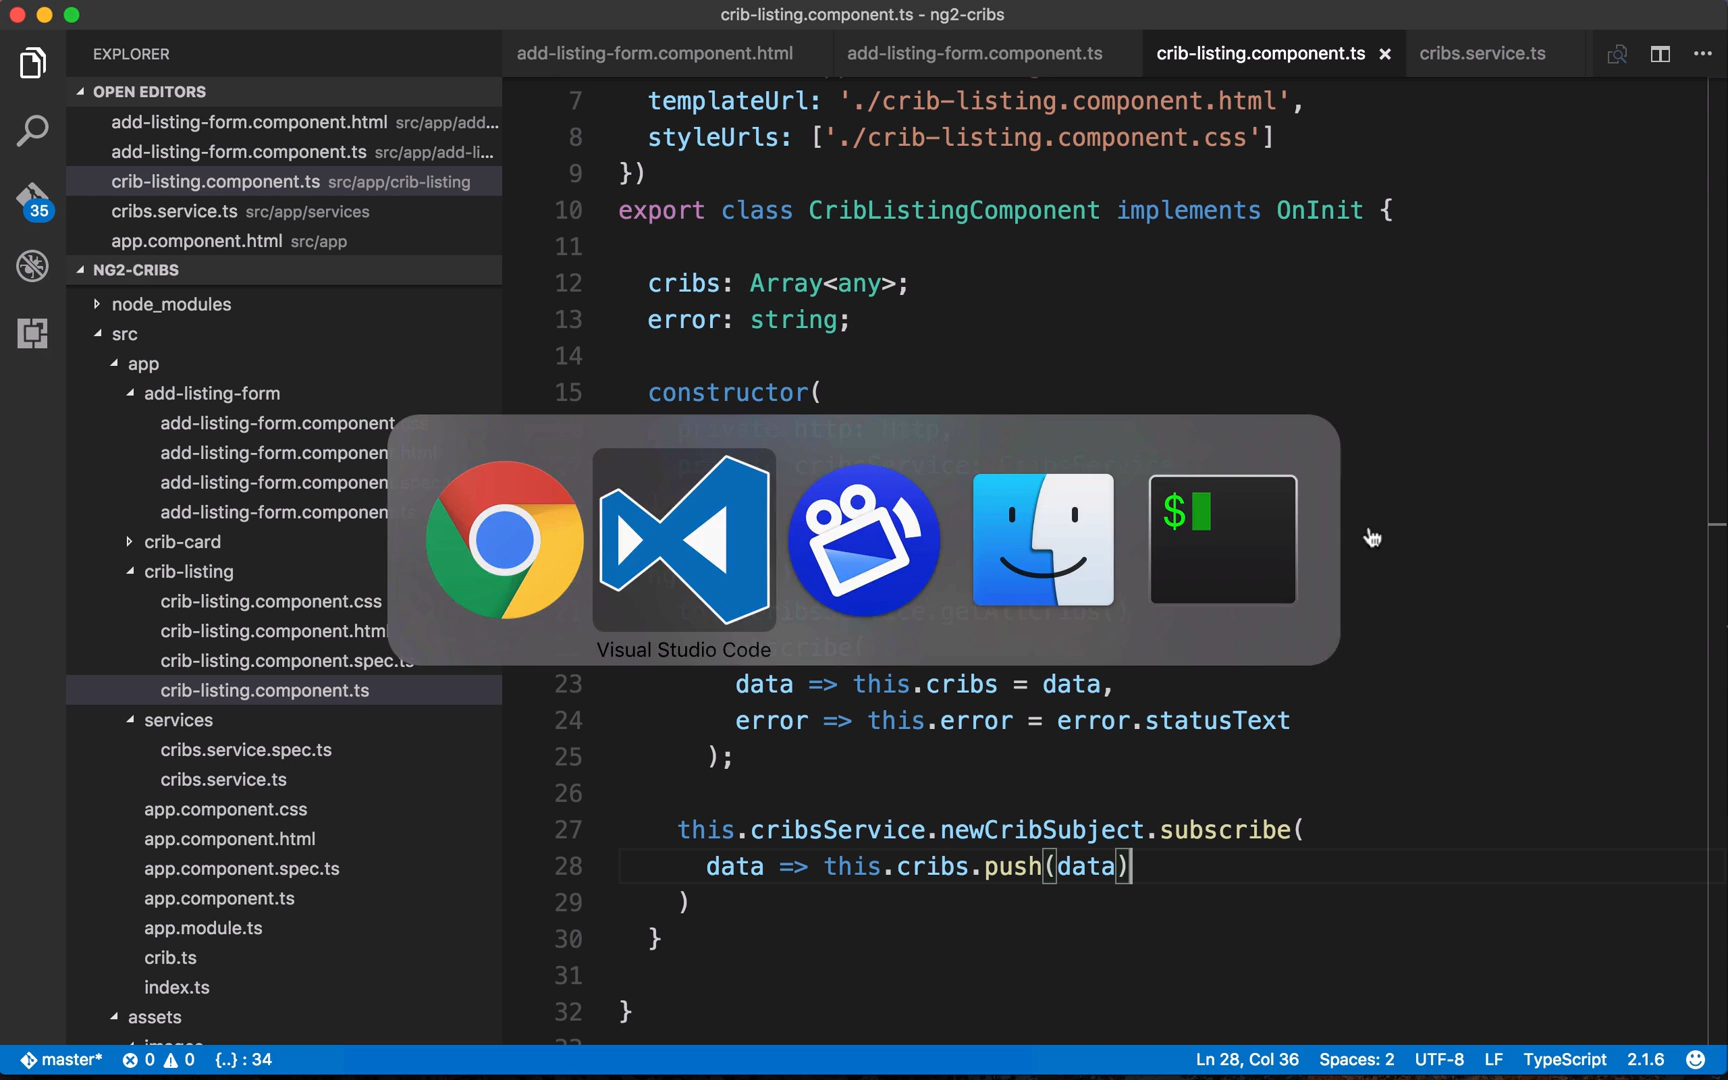 crib-listing.component.ts - ng2-cribs
EXPLORER
add-listing-form.component.html
add-listing-form.component.ts
crib-listing.component.ts
cribs.service.ts
OPEN EDITORS
add-listing-form.component.html src/app/add...
add-listing-form.component.ts src/app/add-li...
crib-listing.component.ts src/app/crib-listing
cribs.service.ts src/app/services
app.component.html src/app
35
NG2-CRIBS
node_modules
src
app
add-listing-form
add-listing-form.component
add-listing-form.component
add-listing-form.component
add-listing-form.component
crib-card
crib-listing
crib-listing.component.css
crib-listing.component.html
crib-listing.component.spec.ts
crib-listing.component.ts
services
cribs.service.spec.ts
cribs.service.ts
app.component.css
app.component.html
app.component.spec.ts
app.component.ts
app.module.ts
crib.ts
index.ts
assets
7 templateUrl: './crib-listing.component.html',
8 styleUrls: ['./crib-listing.component.css']
9 })
10 export class CribListingComponent implements OnInit {
11
12 cribs: Array<any>;
13 error: string;
14
15 constructor(
private http: Http,
$
Visual Studio Code
23 data => this.cribs = data,
24 error => this.error = error.statusText
25 );
26
27 this.cribsService.newCribSubject.subscribe(
28 data => this.cribs.push(data)
29 )
30 }
31
32 }
master* 0 0 {..} : 34
Ln 28, Col 36 Spaces: 2 UTF-8 LF TypeScript 2.1.6